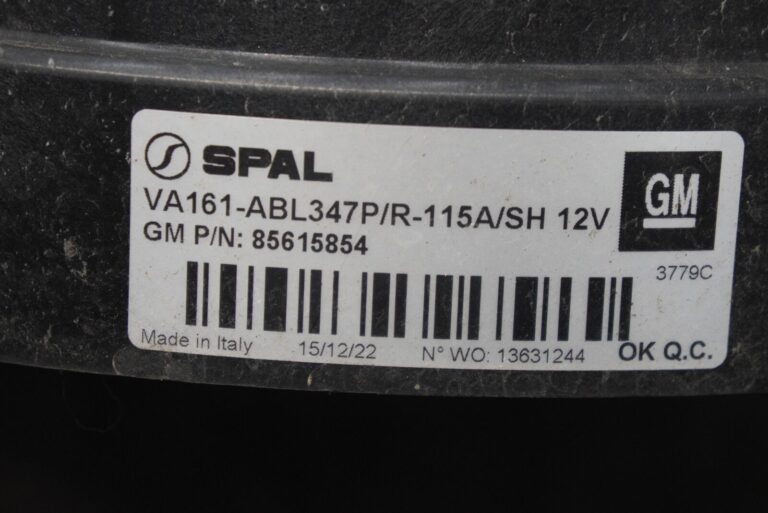 SPAL
VA161-ABL347P/R-115A/SH 12V
GM P/N: 85615854
GM
3779C
Made in Italy 15/12/22 N° WO: 13631244 OK Q.C.